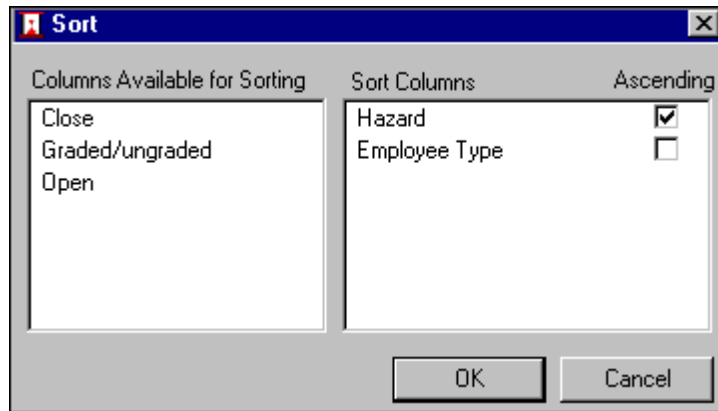 Sort
Columns Available for Sorting
Close
Graded/ungraded
Open
Sort Columns Ascending
Hazard
Employee Type
OK Cancel